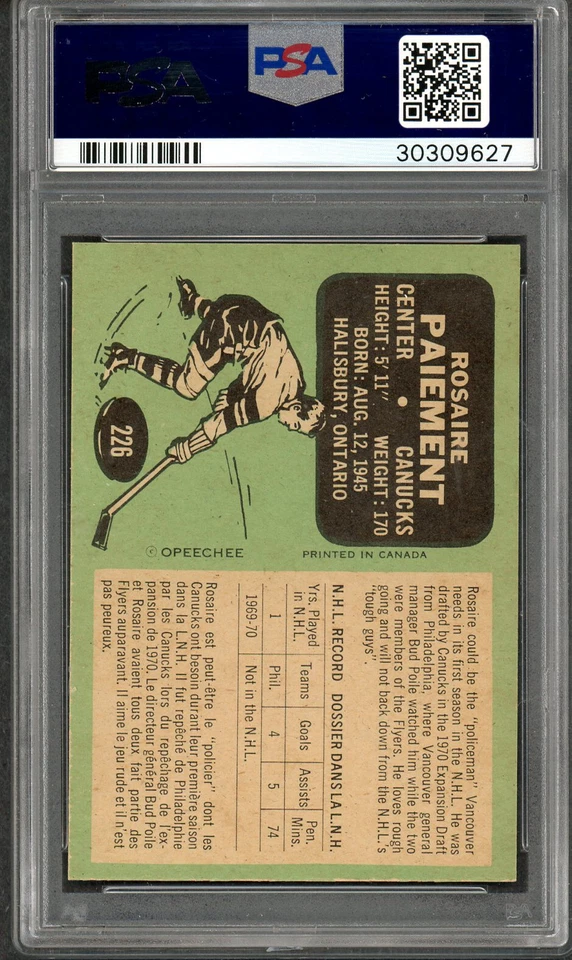 PSA
PSA
30309627
ROSAIRE
PAIEMENT
CENTER • CANUCKS
HEIGHT: 5' 11" WEIGHT: 170
BORN: AUG. 12, 1945
HALISBURY, ONTARIO
226
© OPEECHEE
PRINTED IN CANADA
Rosaire could be the "policeman" Vancouver
needs in its first season in the N.H.L. He was
drafted by Canucks in the 1970 Expansion Draft
from Philadelphia, where Vancouver general
manager Bud Poile watched him while the two
were members of the Flyers. He loves rough
going and will not back down from the N.H.L.'s
"tough guys".
N.H.L. RECORD DOSSIER DANS LA L.N.H.
Yrs. Played in N.H.L. Teams Goals Assists Pen. Mins.
1 Phil. 4 5 74
1969-70 Not in the N.H.L.
Rosaire est peut-être le "policier" dont les
Canucks ont besoin durant leur première saison
dans la L.N.H. Il fut repêché de Philadelphie
par les Canucks lors du repêchage de l'ex-
pansion de 1970. Le directeur général Bud Poile
et Rosaire avaient tous deux fait partie des
Flyers auparavant. Il aime le jeu rude et il n'est
pas peureux.